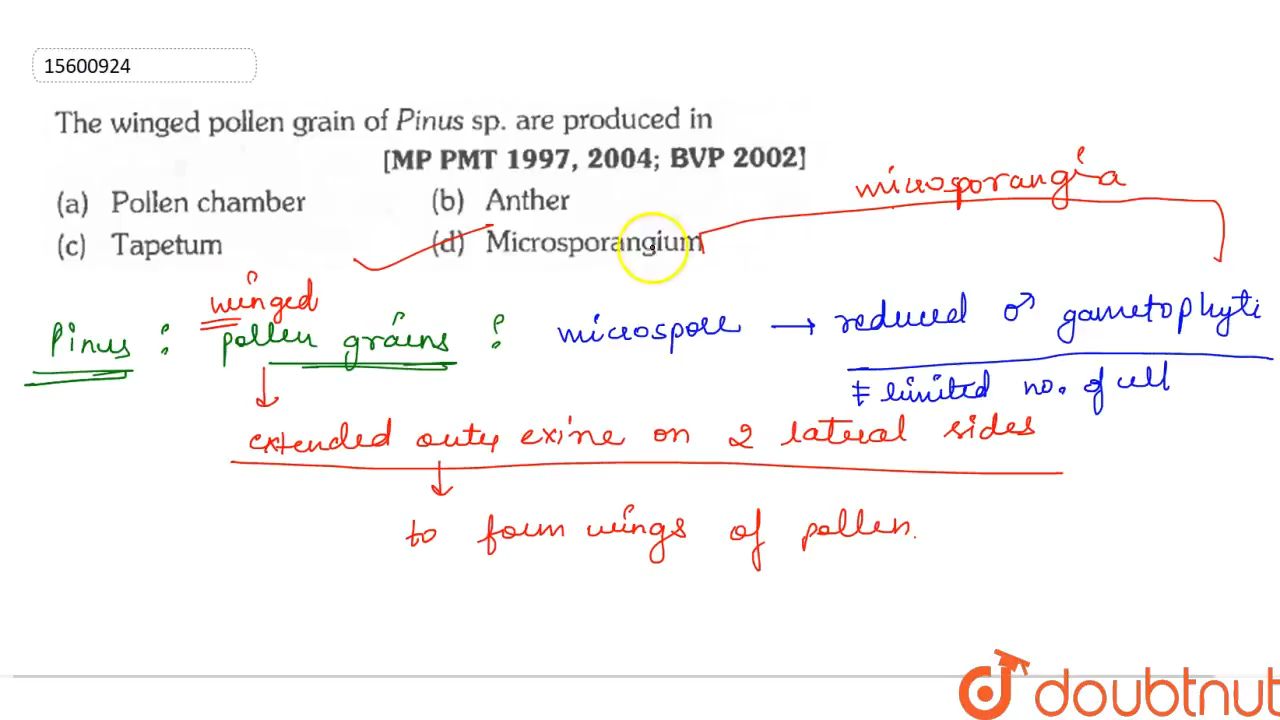 15600924
The winged pollen grain of Pinus sp. are produced in
[MP PMT 1997, 2004; BVP 2002]
microsporangia
(a) Pollen chamber (b) Anther
(c) Tapetum (d) Microsporangium
winged
Pinus : pollen grains : microspore → reduced ♂ gametophyti
limited no. of cell
extended outer exine on 2 lateral sides
to form wings of pollen.
doubtnut